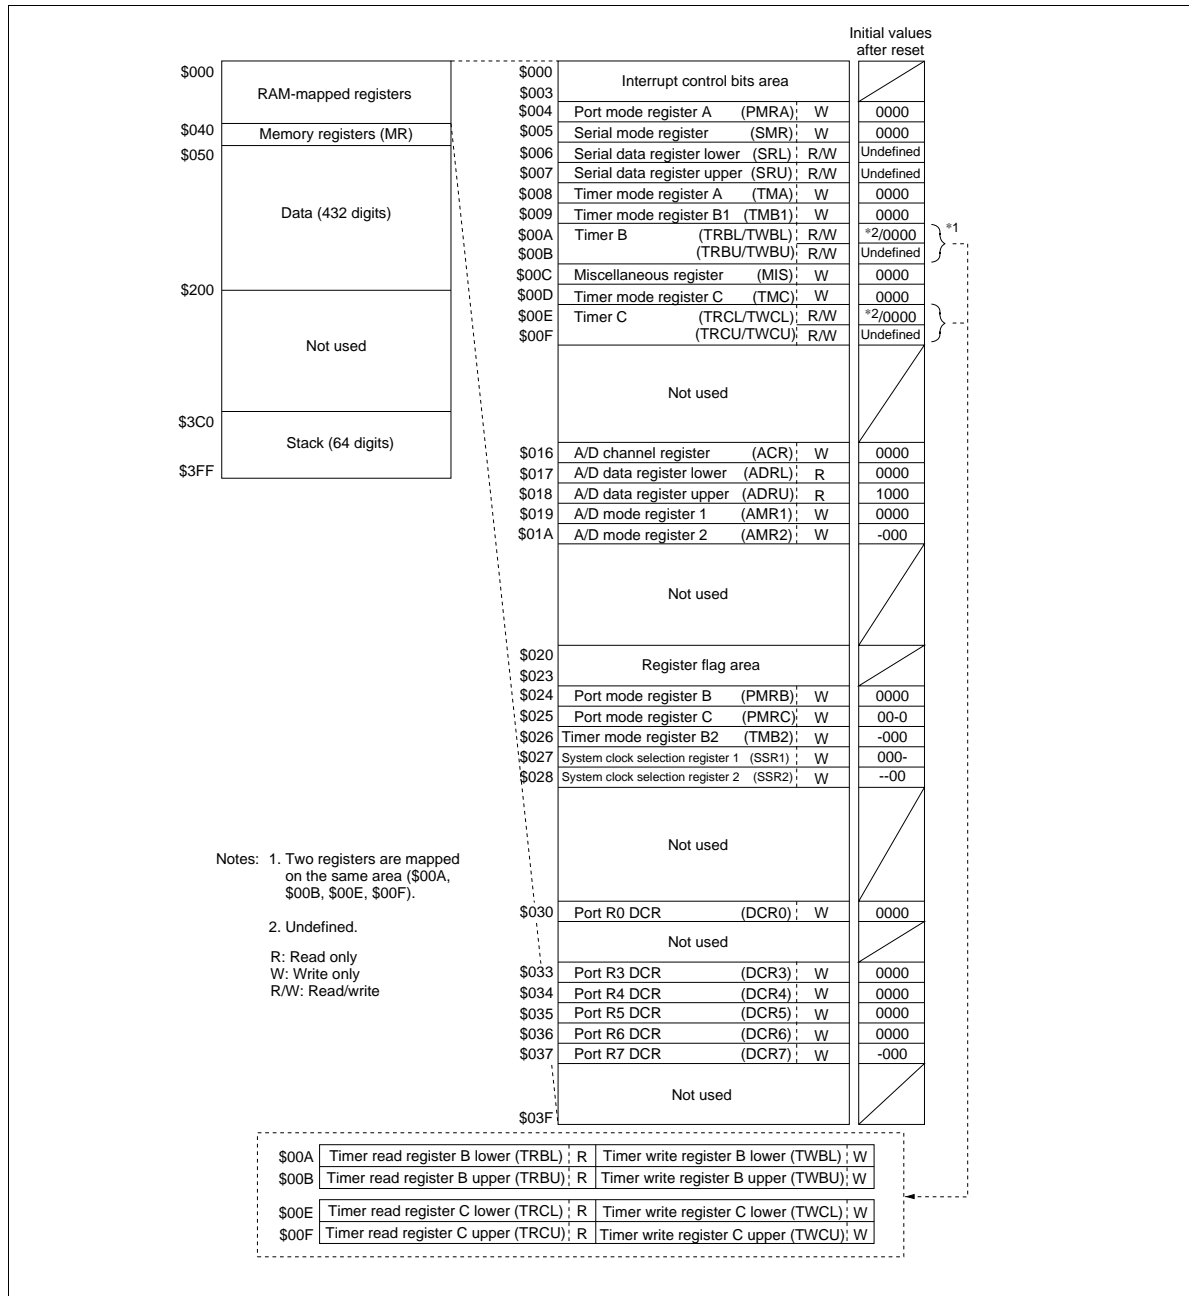 Initial values
after reset
$000
RAM-mapped registers
$040
Memory registers (MR)
$050
Data (432 digits)
$200
Not used
$3C0
Stack (64 digits)
$3FF
$000
Interrupt control bits area
$003
$004 Port mode register A (PMRA) W 0000
$005 Serial mode register (SMR) W 0000
$006 Serial data register lower (SRL) R/W Undefined
$007 Serial data register upper (SRU) R/W Undefined
$008 Timer mode register A (TMA) W 0000
$009 Timer mode register B1 (TMB1) W 0000
$00A Timer B (TRBL/TWBL) R/W *2/0000 *1
$00B (TRBU/TWBU) R/W Undefined
$00C Miscellaneous register (MIS) W 0000
$00D Timer mode register C (TMC) W 0000
$00E Timer C (TRCL/TWCL) R/W *2/0000
$00F (TRCU/TWCU) R/W Undefined
Not used
$016 A/D channel register (ACR) W 0000
$017 A/D data register lower (ADRL) R 0000
$018 A/D data register upper (ADRU) R 1000
$019 A/D mode register 1 (AMR1) W 0000
$01A A/D mode register 2 (AMR2) W -000
Not used
$020
Register flag area
$023
$024 Port mode register B (PMRB) W 0000
$025 Port mode register C (PMRC) W 00-0
$026 Timer mode register B2 (TMB2) W -000
$027 System clock selection register 1 (SSR1) W 000-
$028 System clock selection register 2 (SSR2) W --00
Not used
$030 Port R0 DCR (DCR0) W 0000
Not used
$033 Port R3 DCR (DCR3) W 0000
$034 Port R4 DCR (DCR4) W 0000
$035 Port R5 DCR (DCR5) W 0000
$036 Port R6 DCR (DCR6) W 0000
$037 Port R7 DCR (DCR7) W -000
Not used
$03F
Notes: 1. Two registers are mapped
on the same area ($00A,
$00B, $00E, $00F).
2. Undefined.
R: Read only
W: Write only
R/W: Read/write
$00A Timer read register B lower (TRBL) R Timer write register B lower (TWBL) W
$00B Timer read register B upper (TRBU) R Timer write register B upper (TWBU) W
$00E Timer read register C lower (TRCL) R Timer write register C lower (TWCL) W
$00F Timer read register C upper (TRCU) R Timer write register C upper (TWCU) W